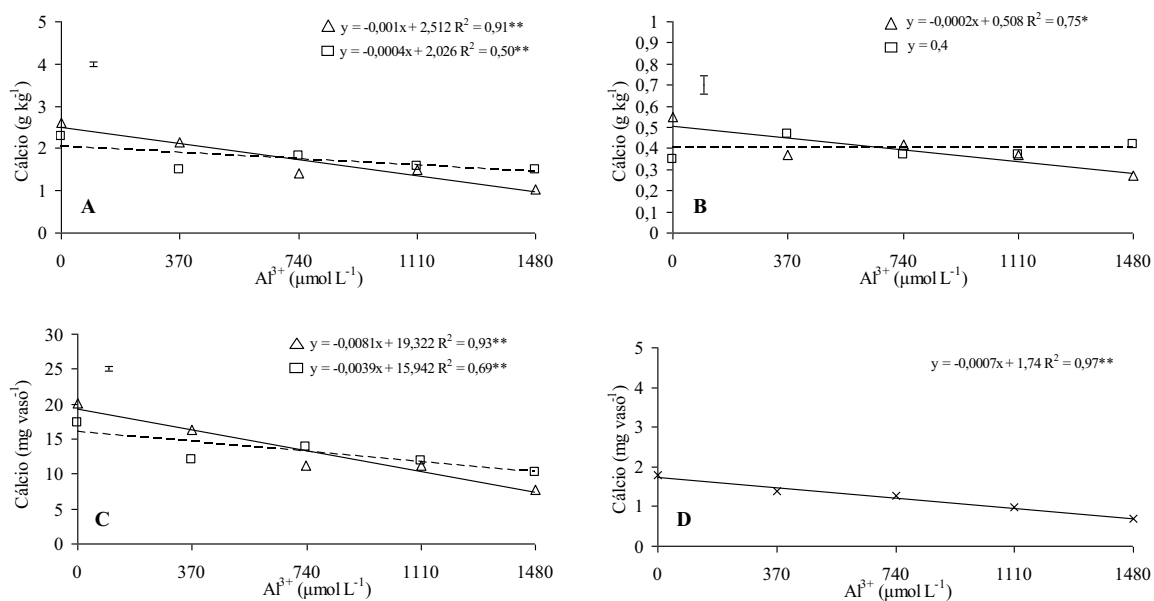 y = -0,001x + 2,512 R² = 0,91**
y = -0,0004x + 2,026 R² = 0,50**
Cálcio (g kg⁻¹)
5
4
3
2
1
0
A
0 370 740 1110 1480
Al³⁺ (μmol L⁻¹)
y = -0,0002x + 0,508 R² = 0,75*
y = 0,4
Cálcio (g kg⁻¹)
1
0,9
0,8
0,7
0,6
0,5
0,4
0,3
0,2
0,1
0
B
0 370 740 1110 1480
Al³⁺ (μmol L⁻¹)
y = -0,0081x + 19,322 R² = 0,93**
y = -0,0039x + 15,942 R² = 0,69**
Cálcio (mg vaso⁻¹)
30
25
20
15
10
5
0
C
0 370 740 1110 1480
Al³⁺ (μmol L⁻¹)
y = -0,0007x + 1,74 R² = 0,97**
Cálcio (mg vaso⁻¹)
5
4
3
2
1
0
D
0 370 740 1110 1480
Al³⁺ (μmol L⁻¹)